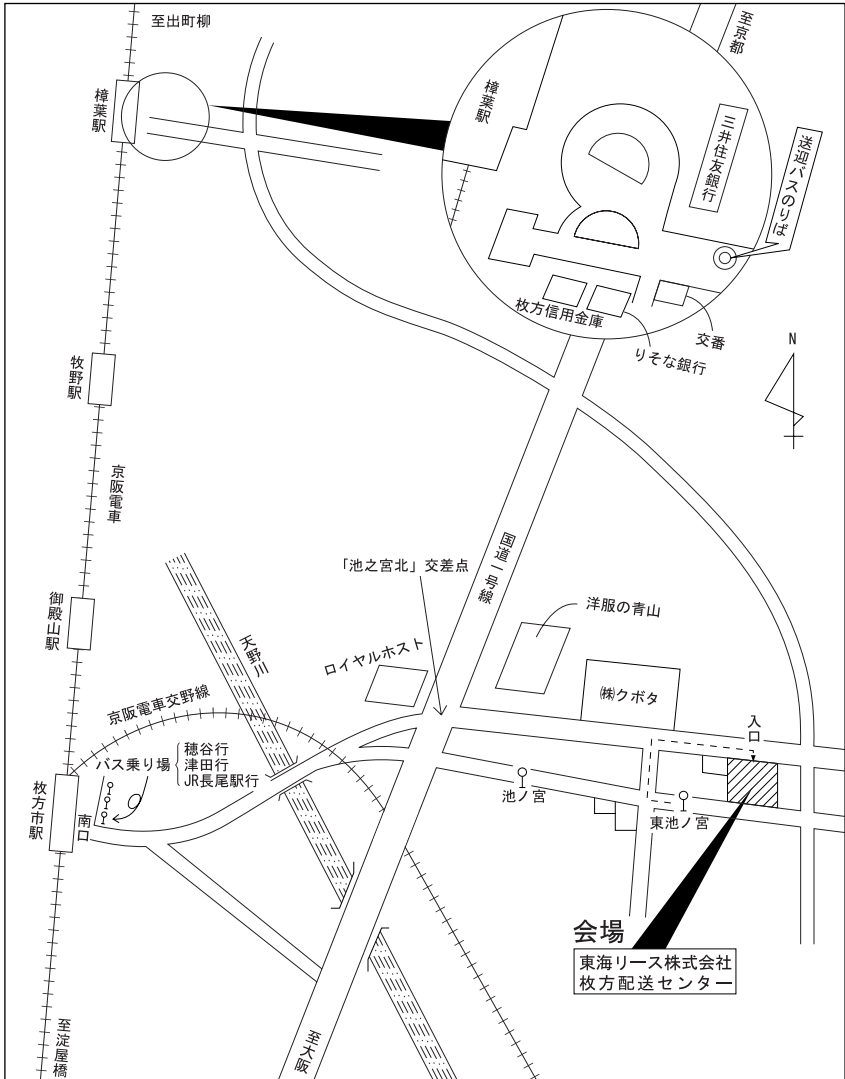 至出町柳
樟葉駅
至京都
樟葉駅
三井住友銀行
送迎バスのりば
枚方信用金庫
りそな銀行
交番
N
牧野駅
京阪電車
国道一号線
「池之宮北」交差点
洋服の青山
御殿山駅
天野川
ロイヤルホスト
㈱クボタ
京阪電車交野線
入口
バス乗り場
穂谷行
津田行
JR長尾駅行
枚方市駅
南口
池ノ宮
東池ノ宮
会場
東海リース株式会社
枚方配送センター
至淀屋橋
至大阪